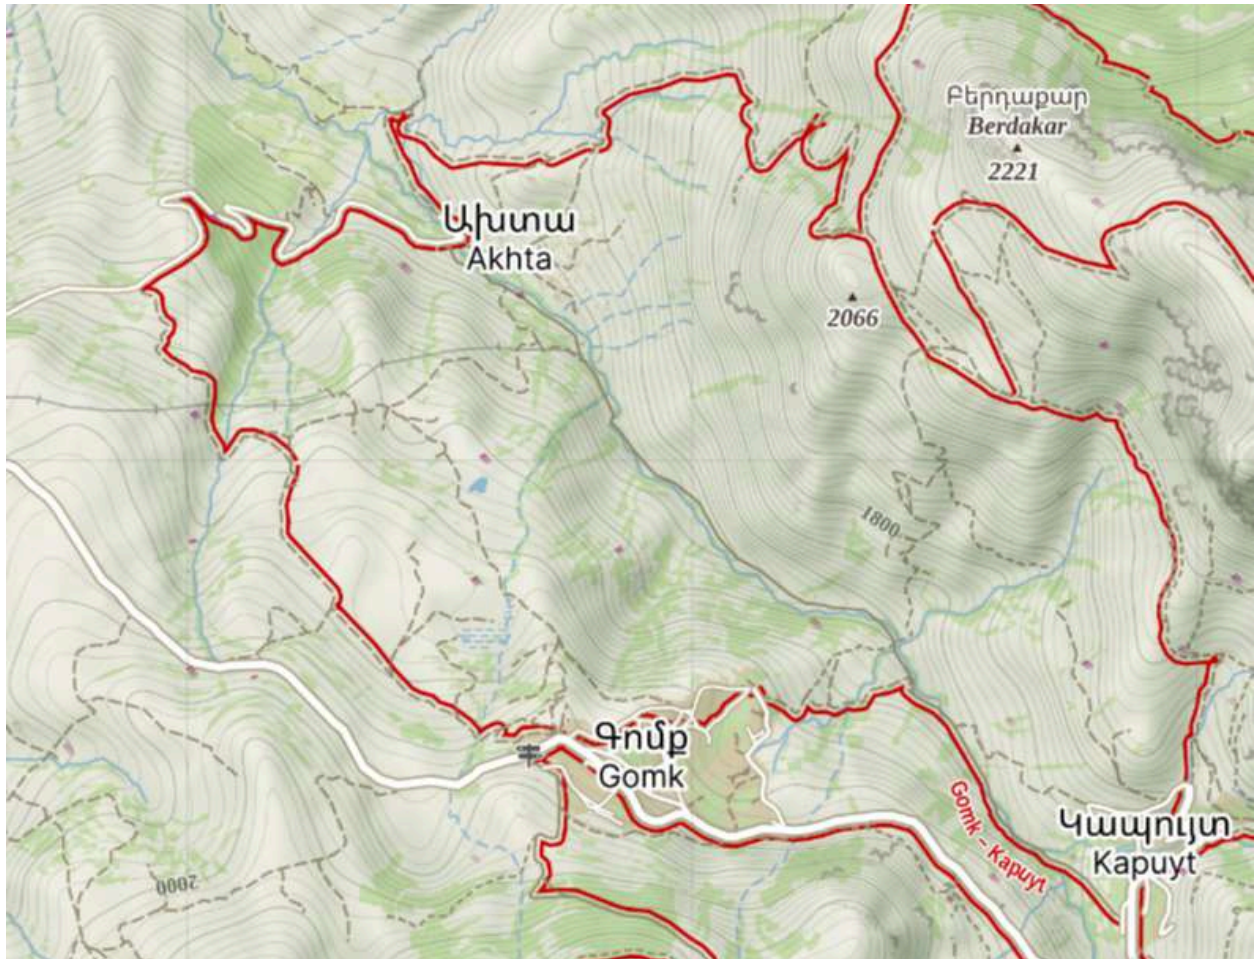 Բերդաքար
Berdakar
2221
Ախտա
Akhta
2066
1800
Գոմք
Gomk
Gomk – Kapuyt
Կապույտ
Kapuyt
2000